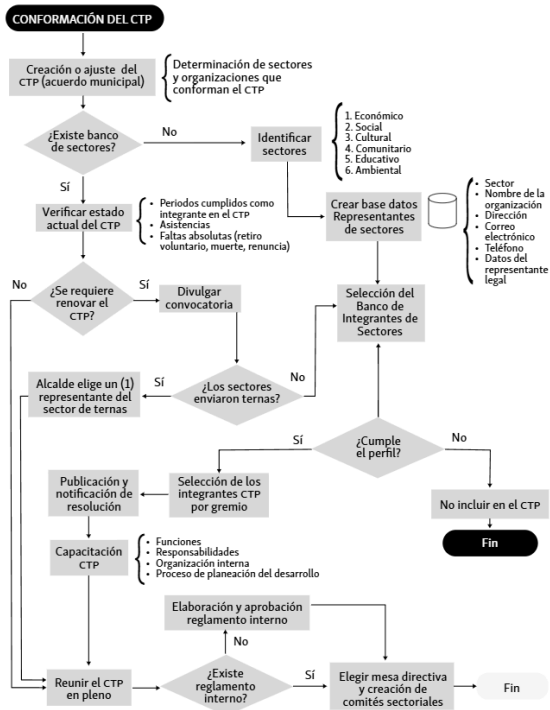 CONFORMACIÓN DEL CTP
Creación o ajuste del
CTP (acuerdo municipal)
Determinación de sectores
y organizaciones que
conforman el CTP
¿Existe banco
de sectores?
No
Identificar
sectores
1. Económico
2. Social
3. Cultural
4. Comunitario
5. Educativo
6. Ambiental
Sí
Verificar estado
actual del CTP
• Periodos cumplidos como
integrante en el CTP
• Asistencias
• Faltas absolutas (retiro
voluntario, muerte, renuncia)
Crear base datos
Representantes
de sectores
• Sector
• Nombre de la
organización
• Dirección
• Correo
electrónico
• Teléfono
• Datos del
representante
legal
No
¿Se requiere
renovar el
CTP?
Sí
Divulgar
convocatoria
Selección del
Banco de
Integrantes de
Sectores
Alcalde elige un (1)
representante del
sector de ternas
Sí
¿Los sectores
enviaron ternas?
No
Sí
¿Cumple
el perfil?
No
Publicación y
notificación de
resolución
Selección de los
integrantes CTP
por gremio
No incluir en el CTP
Fin
Capacitación
CTP
• Funciones
• Responsabilidades
• Organización interna
• Proceso de planeación del desarrollo
Elaboración y aprobación
reglamento interno
No
Reunir el CTP
en pleno
¿Existe
reglamento
interno?
Sí
Elegir mesa directiva
y creación de
comités sectoriales
Fin